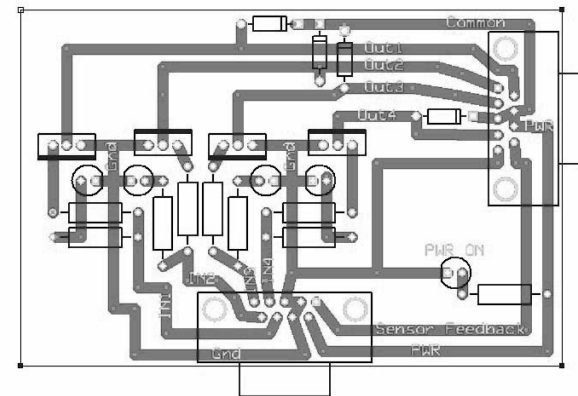 Common
Out1
Out2
Out3
Out4
PWR
Gnd
Gnd
PWR ON
IN1
IN2
IN3
IN4
Sensor Feedback
Gnd
PWR